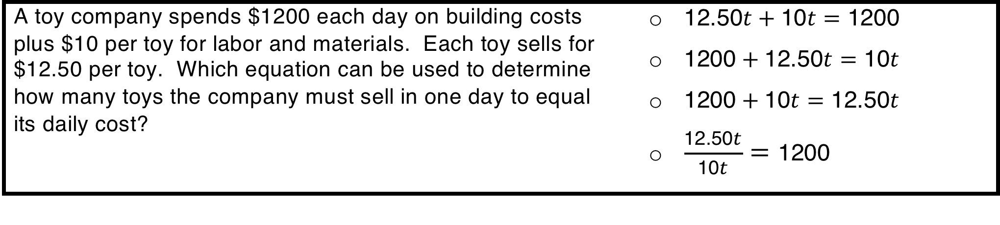 A toy company spends $1200 each day on building costs
plus $10 per toy for labor and materials.  Each toy sells for
$12.50 per toy.  Which equation can be used to determine
how many toys the company must sell in one day to equal
its daily cost?
○ 12.50t + 10t = 1200
○ 1200 + 12.50t = 10t
○ 1200 + 10t = 12.50t
○ 12.50t/10t = 1200